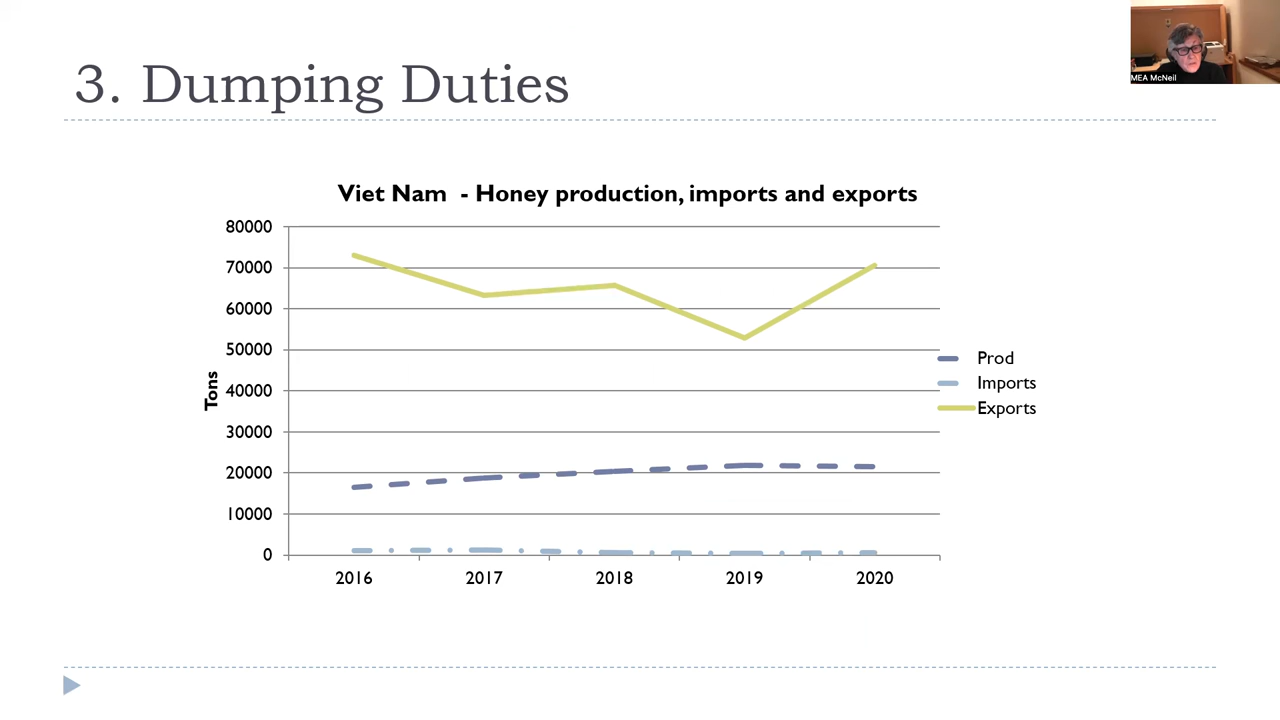 3. Dumping Duties
MEA McNeil
Viet Nam - Honey production, imports and exports
80000
70000
60000
50000
40000
30000
20000
10000
0
Tons
Prod
Imports
Exports
2016 2017 2018 2019 2020